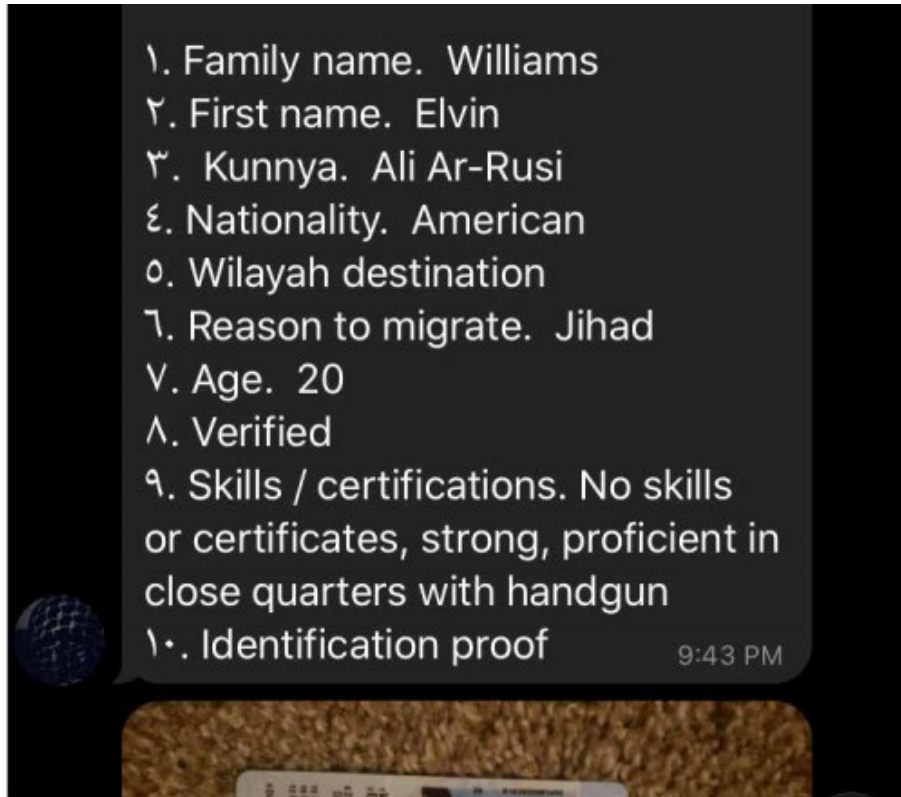 ١. Family name.  Williams
٢. First name.  Elvin
٣.  Kunnya.  Ali Ar-Rusi
٤. Nationality.  American
٥. Wilayah destination
٦. Reason to migrate.  Jihad
٧. Age.  20
٨. Verified
٩. Skills / certifications. No skills
or certificates, strong, proficient in
close quarters with handgun
١٠. Identification proof
9:43 PM